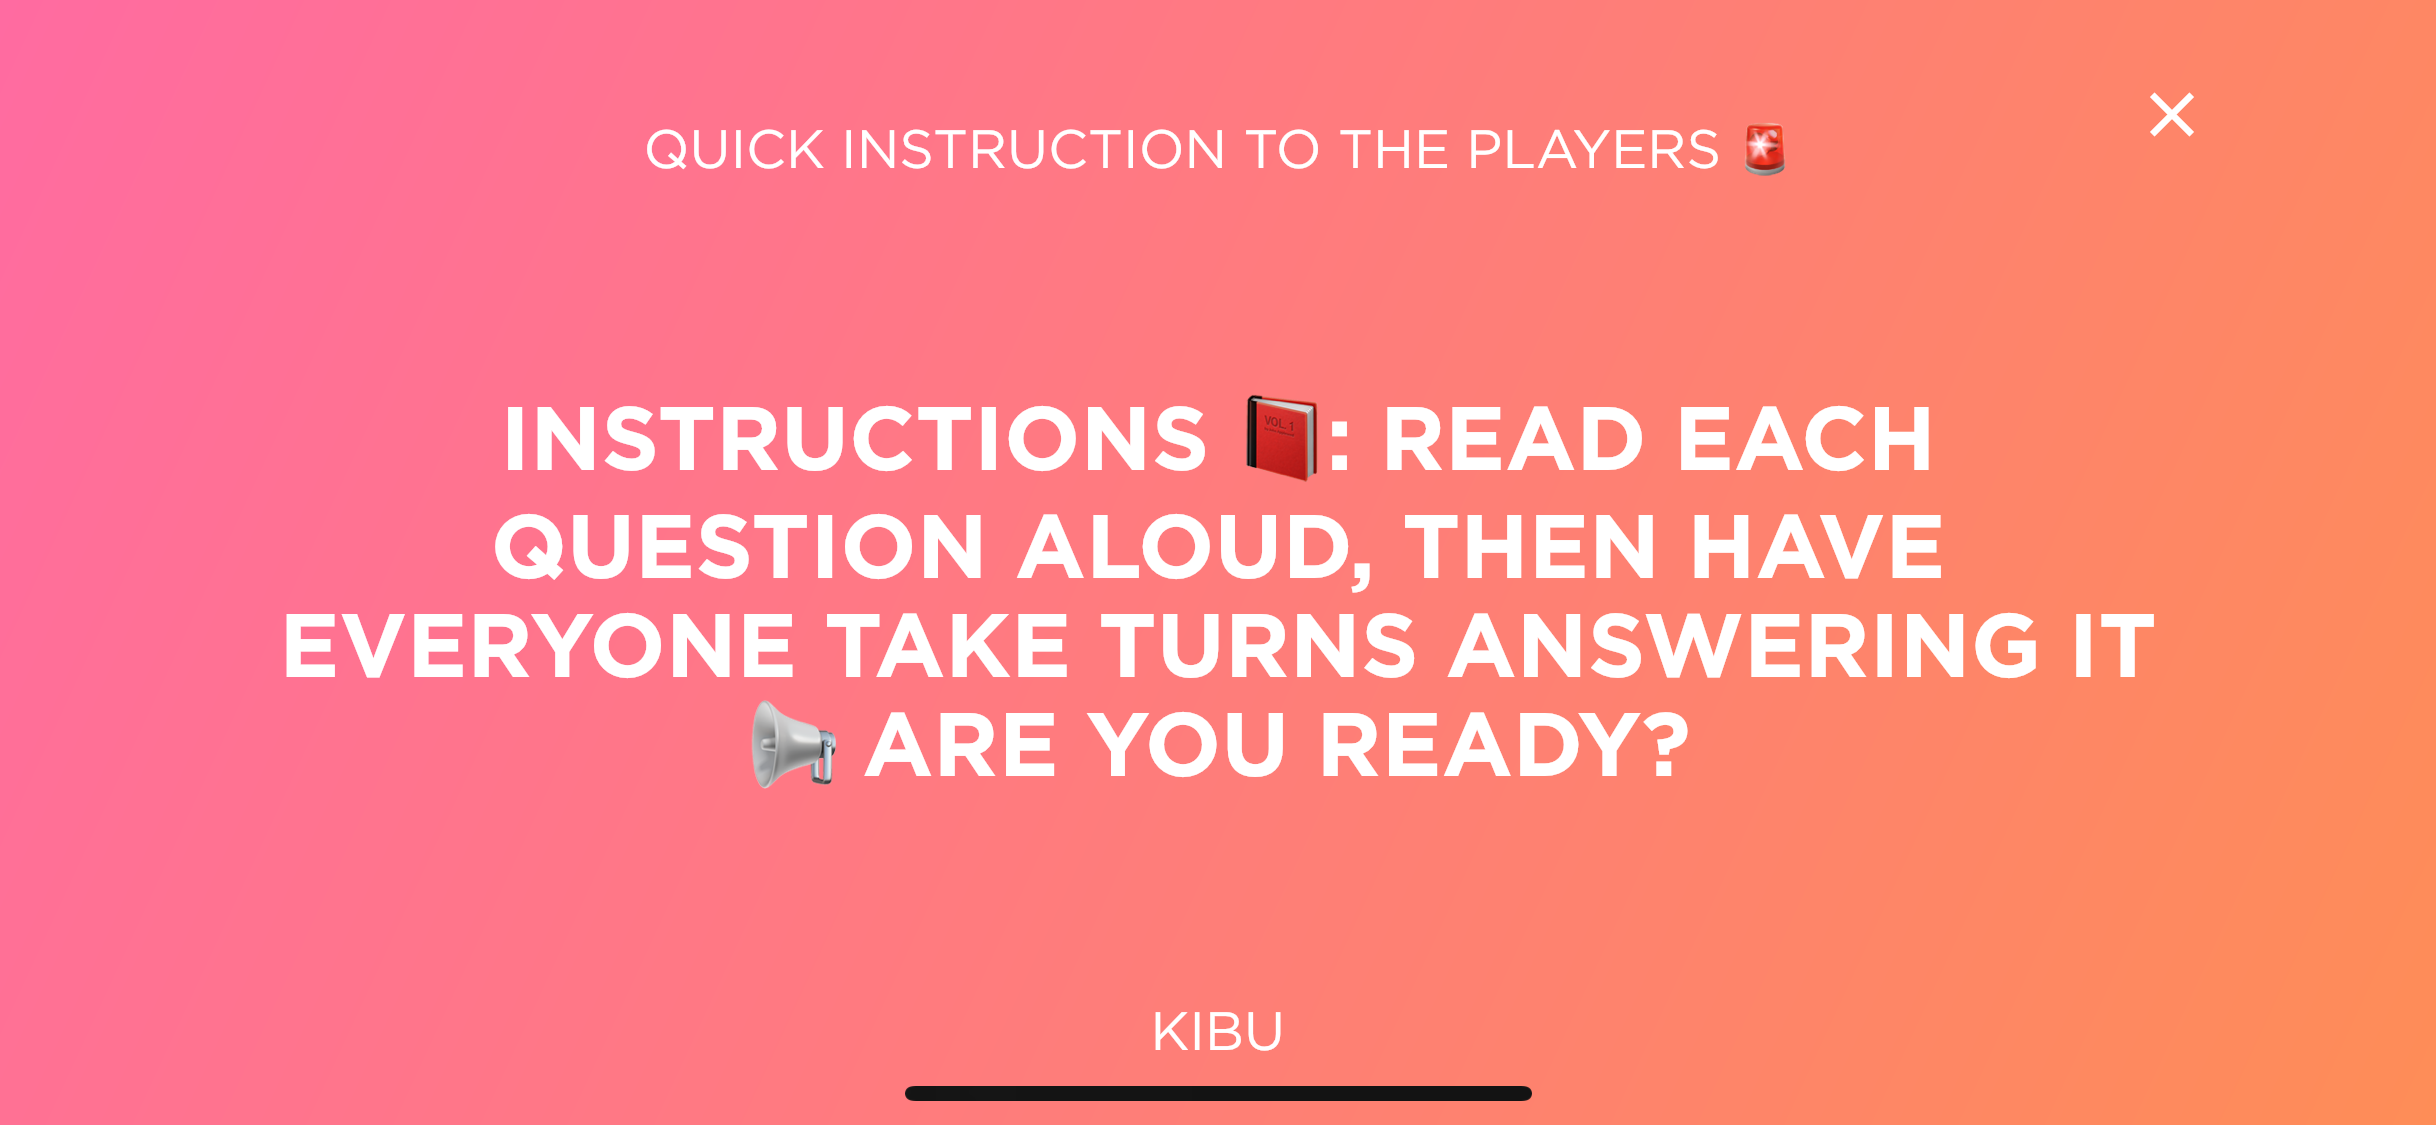 QUICK INSTRUCTION TO THE PLAYERS 🚨
INSTRUCTIONS 📕: READ EACH
QUESTION ALOUD, THEN HAVE
EVERYONE TAKE TURNS ANSWERING IT
📢 ARE YOU READY?
KIBU